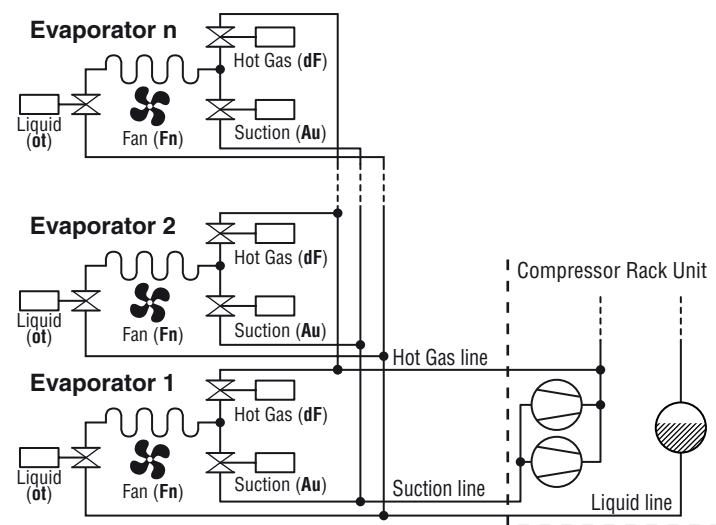 Evaporator n
Hot Gas (dF)
Liquid
(ot)
Fan (Fn)
Suction (Au)
Evaporator 2
Hot Gas (dF)
Liquid
(ot)
Fan (Fn)
Suction (Au)
Compressor Rack Unit
Hot Gas line
Evaporator 1
Hot Gas (dF)
Liquid
(ot)
Fan (Fn)
Suction (Au)
Suction line
Liquid line